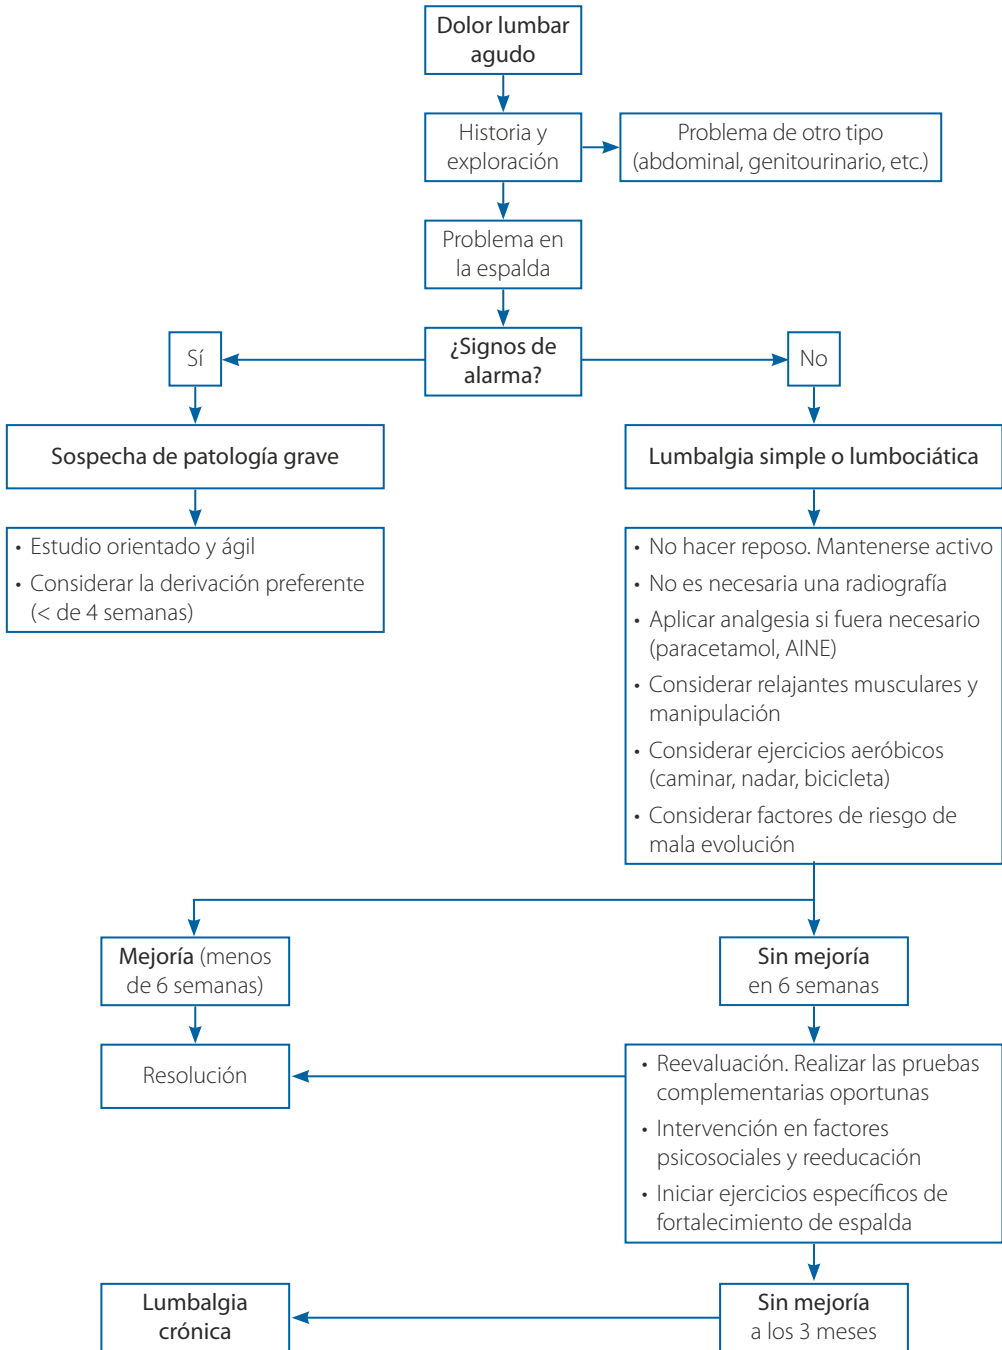 Dolor lumbar
agudo
Historia y
exploración
Problema de otro tipo
(abdominal, genitourinario, etc.)
Problema en
la espalda
¿Signos de
alarma?
Sí
No
Sospecha de patología grave
Lumbalgia simple o lumbociática
• Estudio orientado y ágil
• Considerar la derivación preferente
(< de 4 semanas)
• No hacer reposo. Mantenerse activo
• No es necesaria una radiografía
• Aplicar analgesia si fuera necesario
(paracetamol, AINE)
• Considerar relajantes musculares y
manipulación
• Considerar ejercicios aeróbicos
(caminar, nadar, bicicleta)
• Considerar factores de riesgo de
mala evolución
Mejoría (menos
de 6 semanas)
Sin mejoría
en 6 semanas
Resolución
• Reevaluación. Realizar las pruebas
complementarias oportunas
• Intervención en factores
psicosociales y reeducación
• Iniciar ejercicios específicos de
fortalecimiento de espalda
Lumbalgia
crónica
Sin mejoría
a los 3 meses